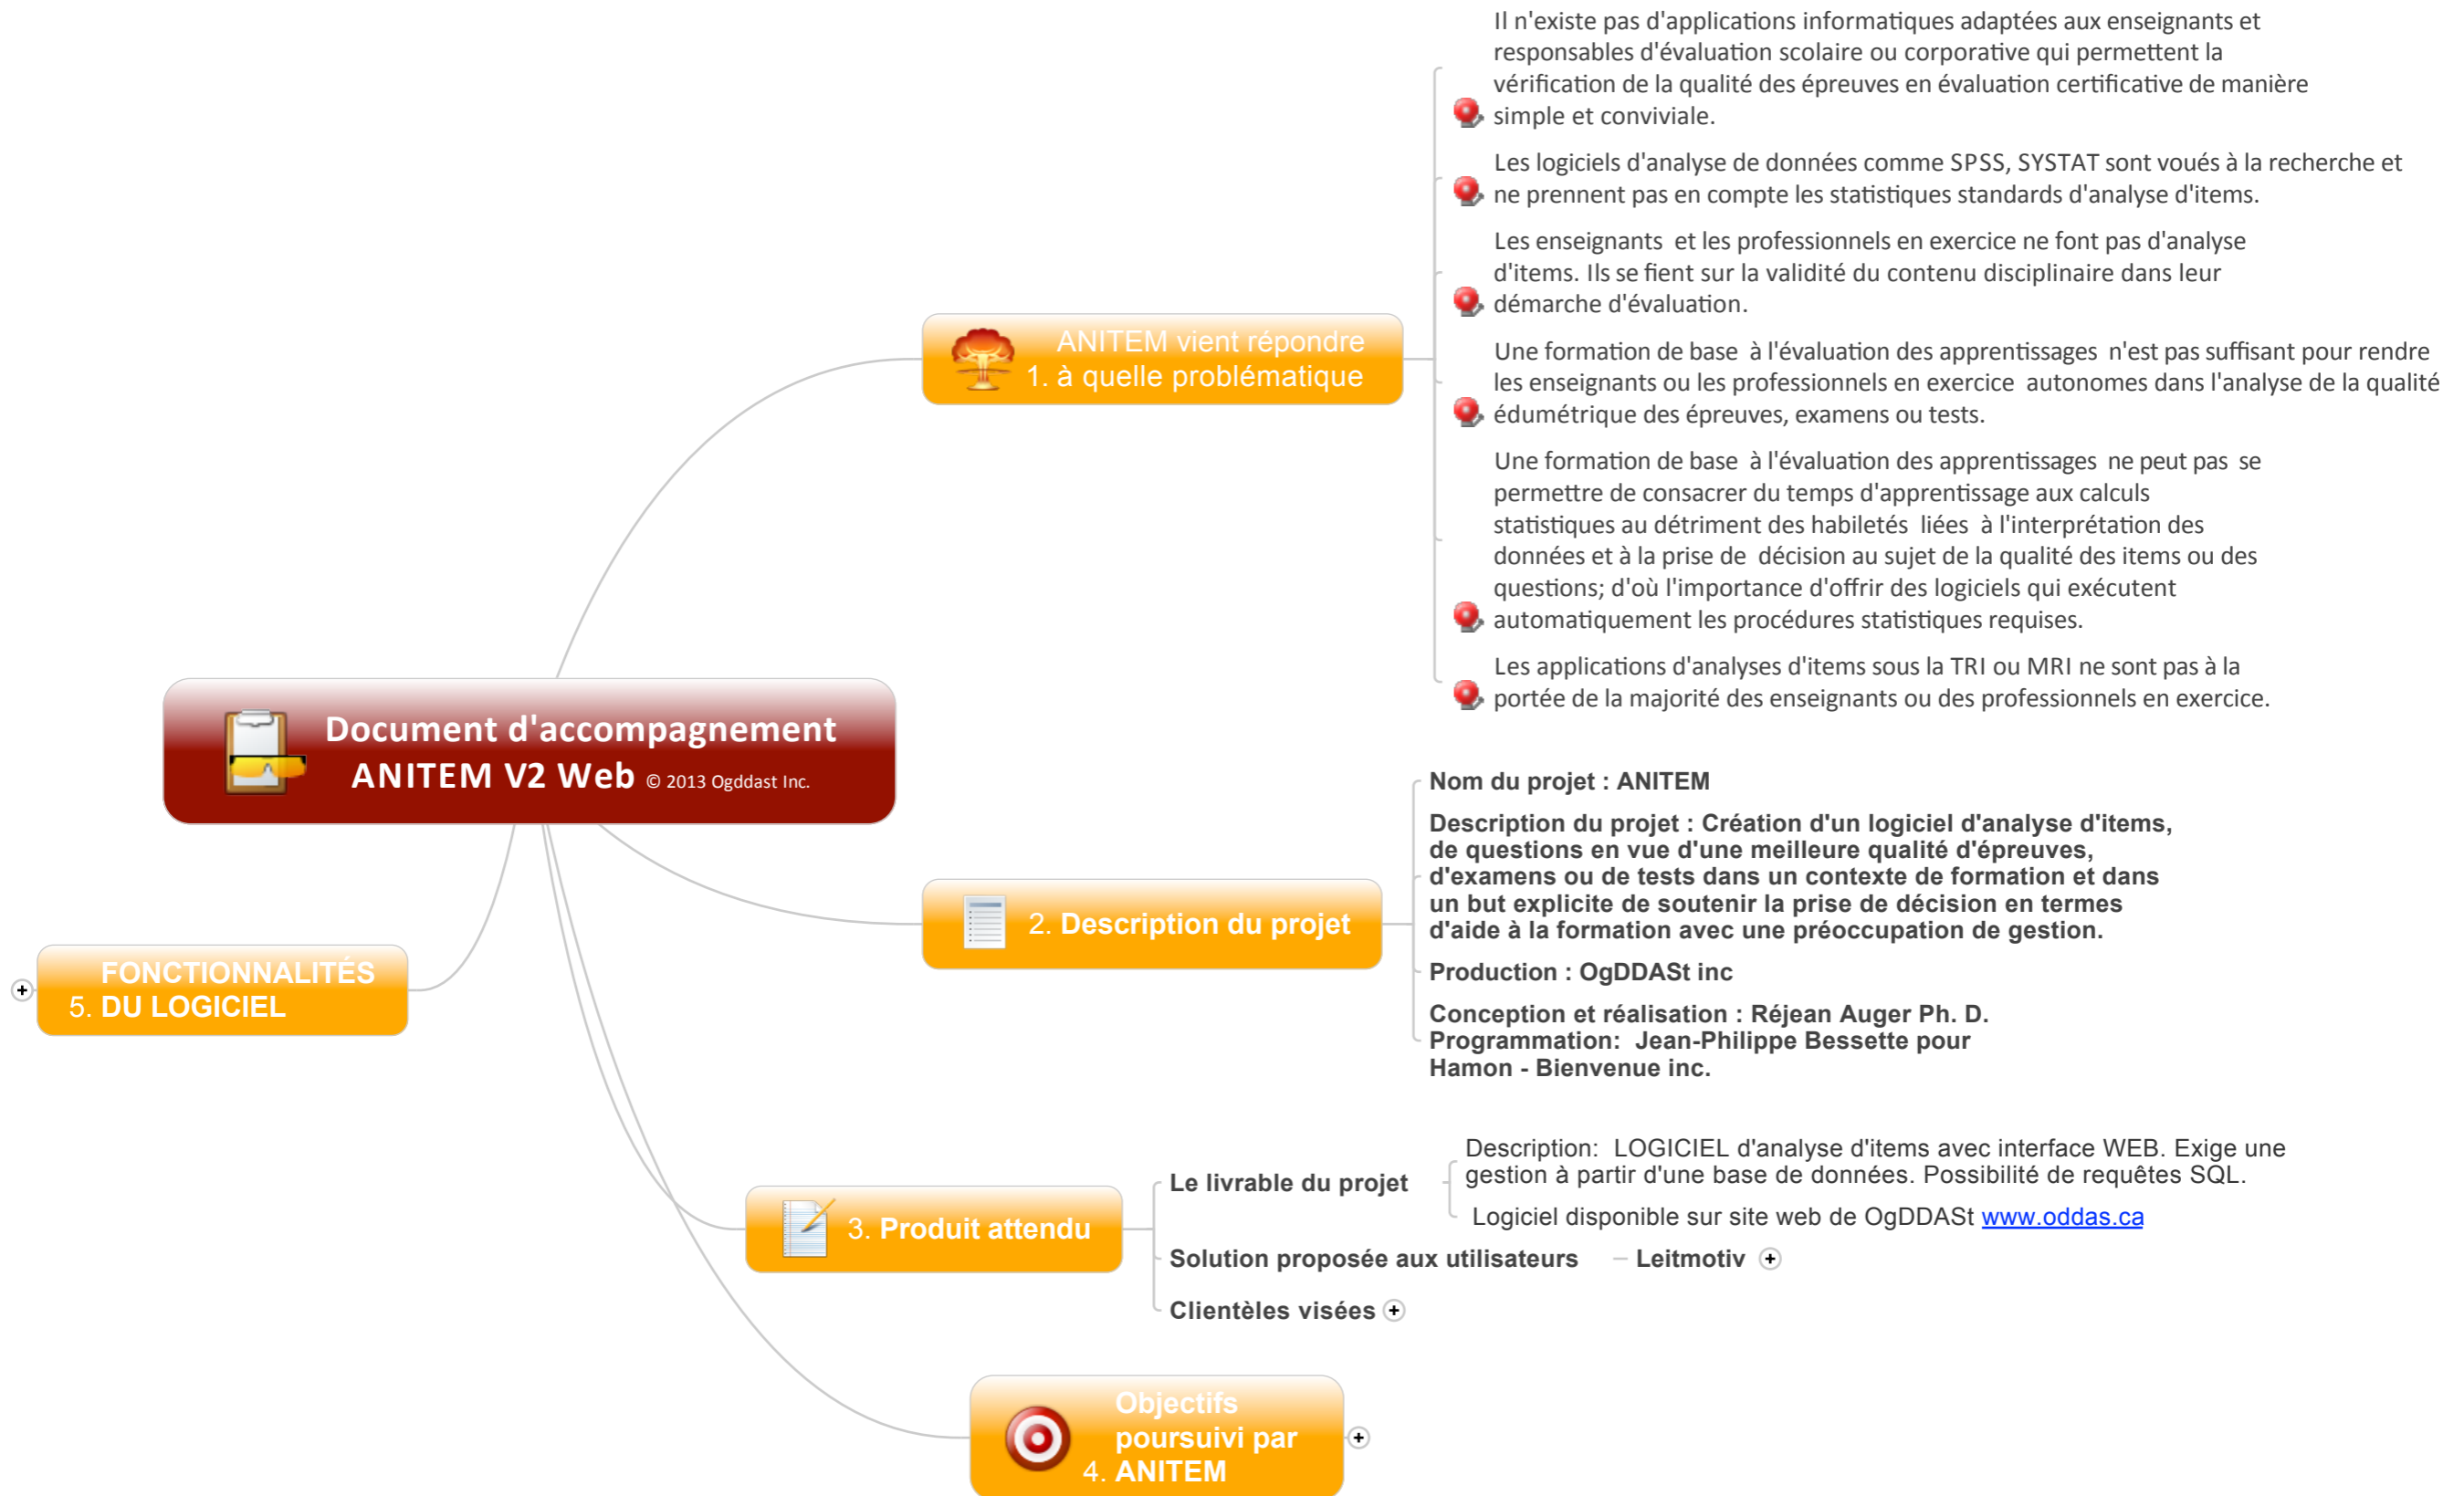 Document d'accompagnement
ANITEM V2 Web © 2013 Ogddast Inc.
ANITEM vient répondre
1. à quelle problématique
Il n'existe pas d'applications informatiques adaptées aux enseignants et
responsables d'évaluation scolaire ou corporative qui permettent la
vérification de la qualité des épreuves en évaluation certificative de manière
simple et conviviale.
Les logiciels d'analyse de données comme SPSS, SYSTAT sont voués à la recherche et
ne prennent pas en compte les statistiques standards d'analyse d'items.
Les enseignants  et les professionnels en exercice ne font pas d'analyse
d'items. Ils se fient sur la validité du contenu disciplinaire dans leur
démarche d'évaluation.
Une formation de base  à l'évaluation des apprentissages  n'est pas suffisant pour rendre
les enseignants ou les professionnels en exercice  autonomes dans l'analyse de la qualité
édumétrique des épreuves, examens ou tests.
Une formation de base  à l'évaluation des apprentissages  ne peut pas  se
permettre de consacrer du temps d'apprentissage aux calculs
statistiques au détriment des habiletés  liées  à l'interprétation des
données et à la prise de  décision au sujet de la qualité des items ou des
questions; d'où l'importance d'offrir des logiciels qui exécutent
automatiquement les procédures statistiques requises.
Les applications d'analyses d'items sous la TRI ou MRI ne sont pas à la
portée de la majorité des enseignants ou des professionnels en exercice.
2. Description du projet
Nom du projet : ANITEM
Description du projet : Création d'un logiciel d'analyse d'items,
de questions en vue d'une meilleure qualité d'épreuves,
d'examens ou de tests dans un contexte de formation et dans
un but explicite de soutenir la prise de décision en termes
d'aide à la formation avec une préoccupation de gestion.
Production : OgDDASt inc
Conception et réalisation : Réjean Auger Ph. D.
Programmation:  Jean-Philippe Bessette pour
Hamon - Bienvenue inc.
3. Produit attendu
Le livrable du projet
Description:  LOGICIEL d'analyse d'items avec interface WEB. Exige une
gestion à partir d'une base de données. Possibilité de requêtes SQL.
Logiciel disponible sur site web de OgDDASt www.oddas.ca
Solution proposée aux utilisateurs
Leitmotiv
Clientèles visées
Objectifs
poursuivi par
4. ANITEM
FONCTIONNALITÉS
5. DU LOGICIEL